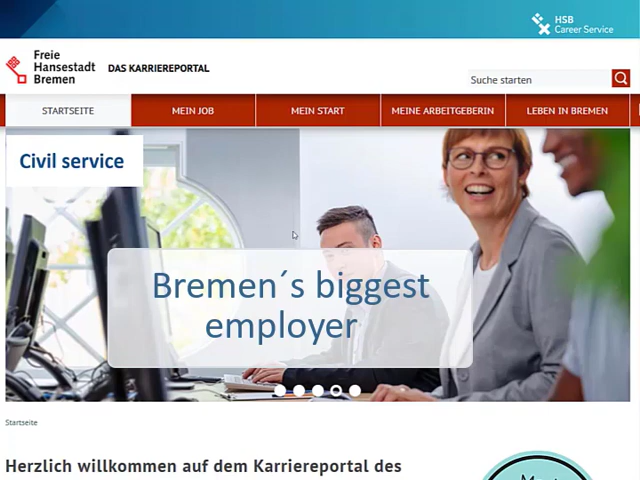 HSB
Career Service
Freie
Hansestadt
Bremen
DAS KARRIEREPORTAL
Suche starten
STARTSEITE
MEIN JOB
MEIN START
MEINE ARBEITGEBERIN
LEBEN IN BREMEN
Civil service
Bremen´s biggest
employer
Startseite
Herzlich willkommen auf dem Karriereportal des